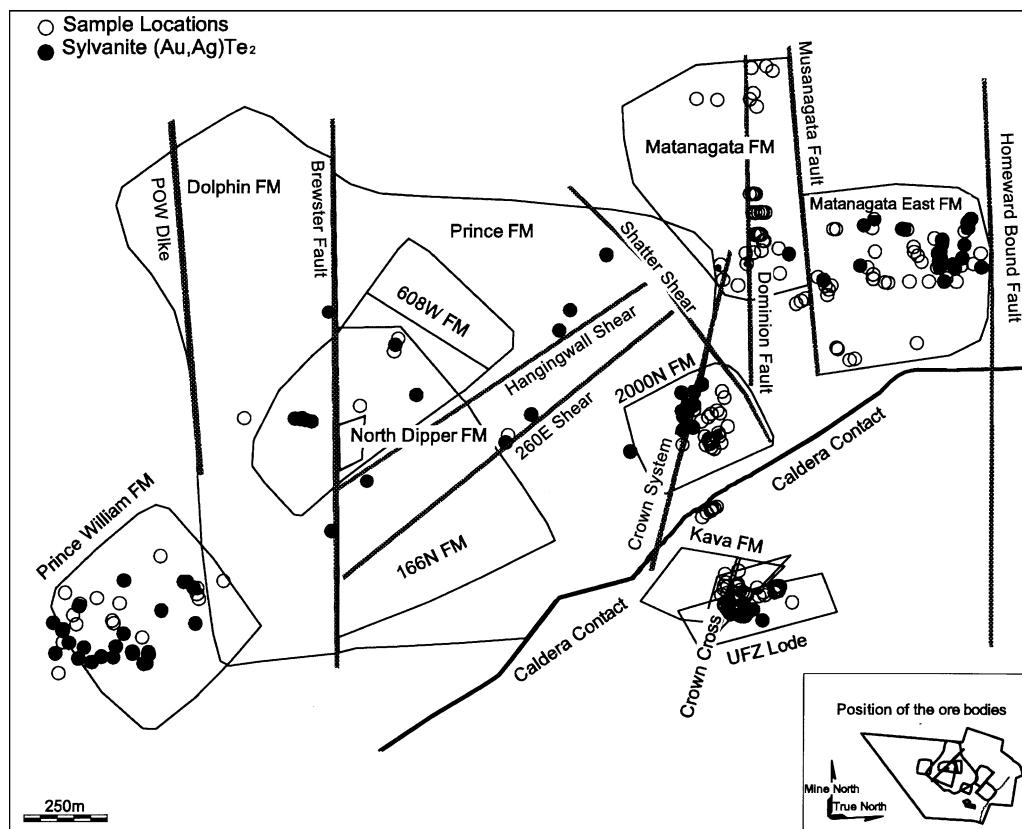 Sample Locations
Sylvanite (Au,Ag)Te₂
POW Dike
Dolphin FM
Brewster Fault
Prince FM
608W FM
Hangingwall Shear
260E Shear
Shatter Shear
Matanagata FM
Musanagata Fault
Matanagata East FM
Homeward Bound Fault
Dominion Fault
2000N FM
North Dipper FM
Crown System
Caldera Contact
Prince William FM
166N FM
Kava FM
Caldera Contact
Crown Cross
UFZ Lode
Position of the ore bodies
Mine North
True North
250m